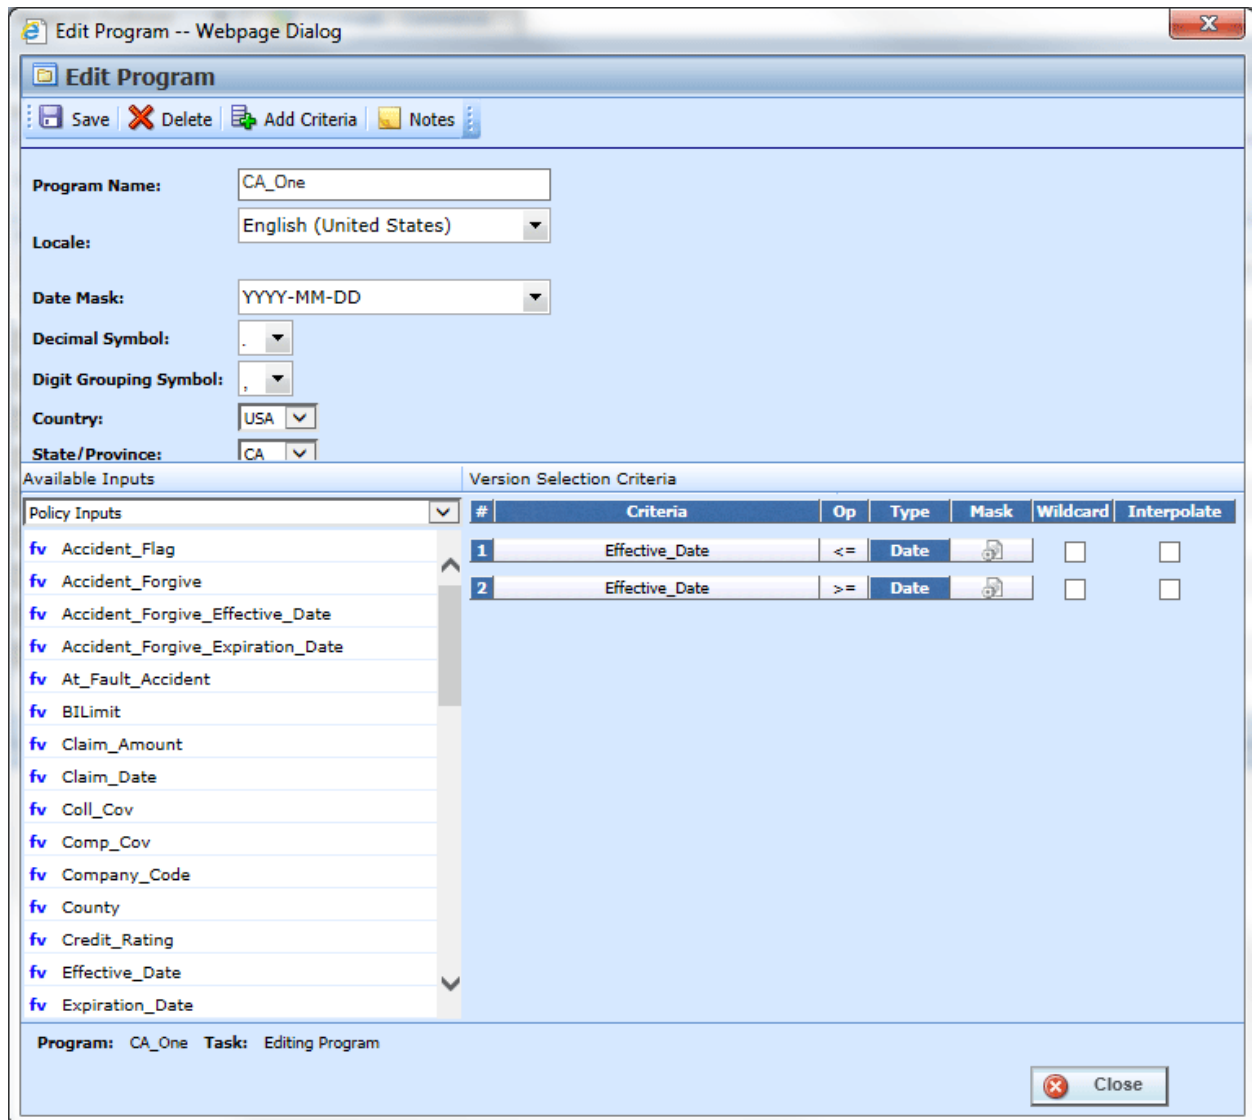 Edit Program -- Webpage Dialog
X
Edit Program
Save Delete Add Criteria Notes
Program Name: CA_One
Locale: English (United States)
Date Mask: YYYY-MM-DD
Decimal Symbol: .
Digit Grouping Symbol: ,
Country: USA
State/Province: CA
Available Inputs Version Selection Criteria
Policy Inputs # Criteria Op Type Mask Wildcard Interpolate
fv Accident_Flag 1 Effective_Date <= Date
fv Accident_Forgive 2 Effective_Date >= Date
fv Accident_Forgive_Effective_Date
fv Accident_Forgive_Expiration_Date
fv At_Fault_Accident
fv BILimit
fv Claim_Amount
fv Claim_Date
fv Coll_Cov
fv Comp_Cov
fv Company_Code
fv County
fv Credit_Rating
fv Effective_Date
fv Expiration_Date
Program: CA_One Task: Editing Program
Close